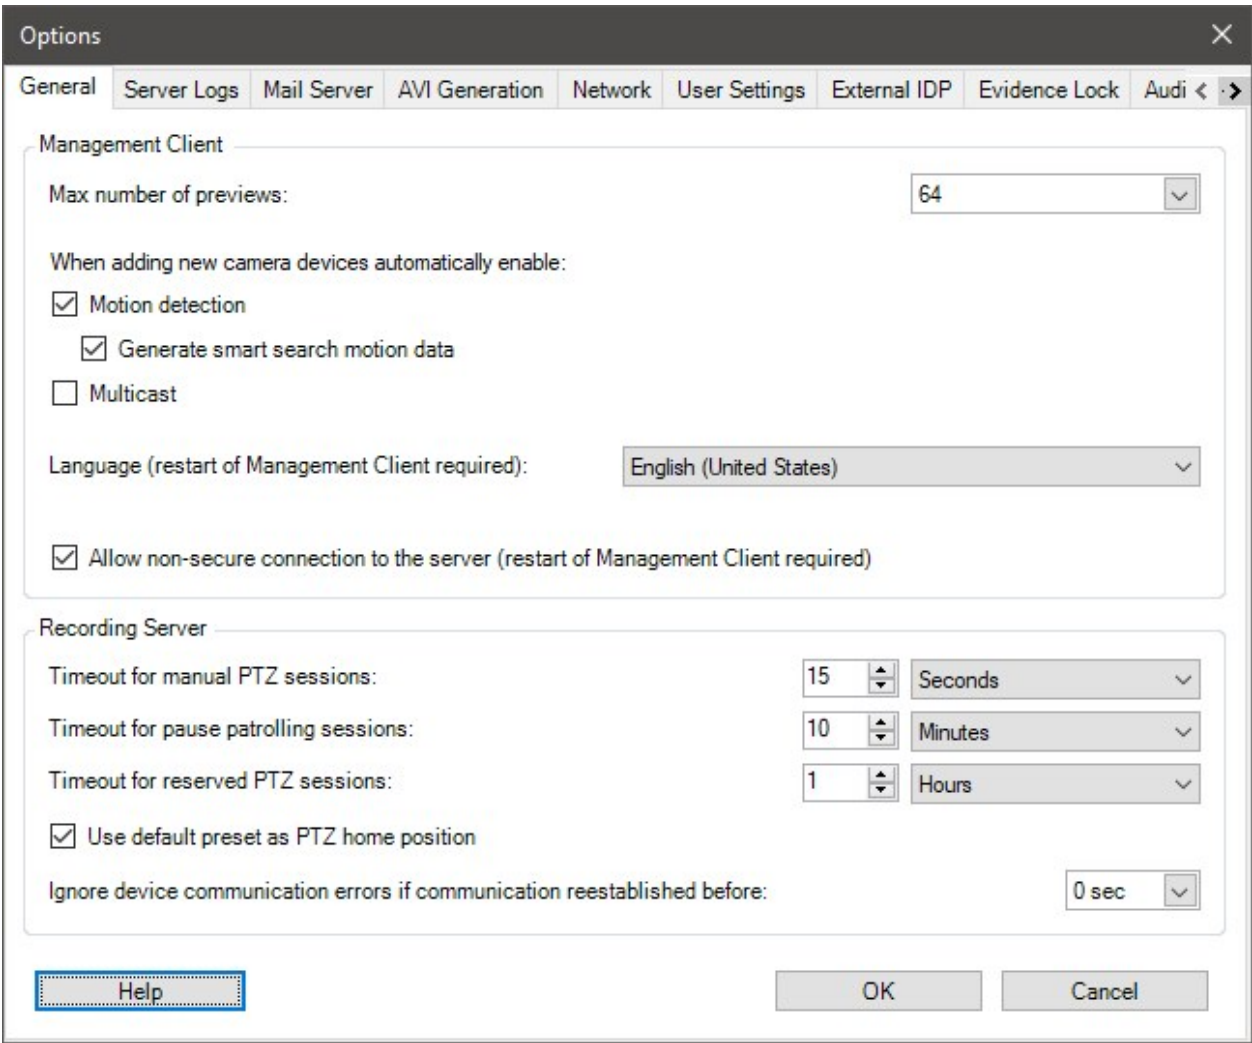 Options
General Server Logs Mail Server AVI Generation Network User Settings External IDP Evidence Lock Audi
Management Client
Max number of previews: 64
When adding new camera devices automatically enable:
Motion detection
Generate smart search motion data
Multicast
Language (restart of Management Client required): English (United States)
Allow non-secure connection to the server (restart of Management Client required)
Recording Server
Timeout for manual PTZ sessions: 15 Seconds
Timeout for pause patrolling sessions: 10 Minutes
Timeout for reserved PTZ sessions: 1 Hours
Use default preset as PTZ home position
Ignore device communication errors if communication reestablished before: 0 sec
Help OK Cancel